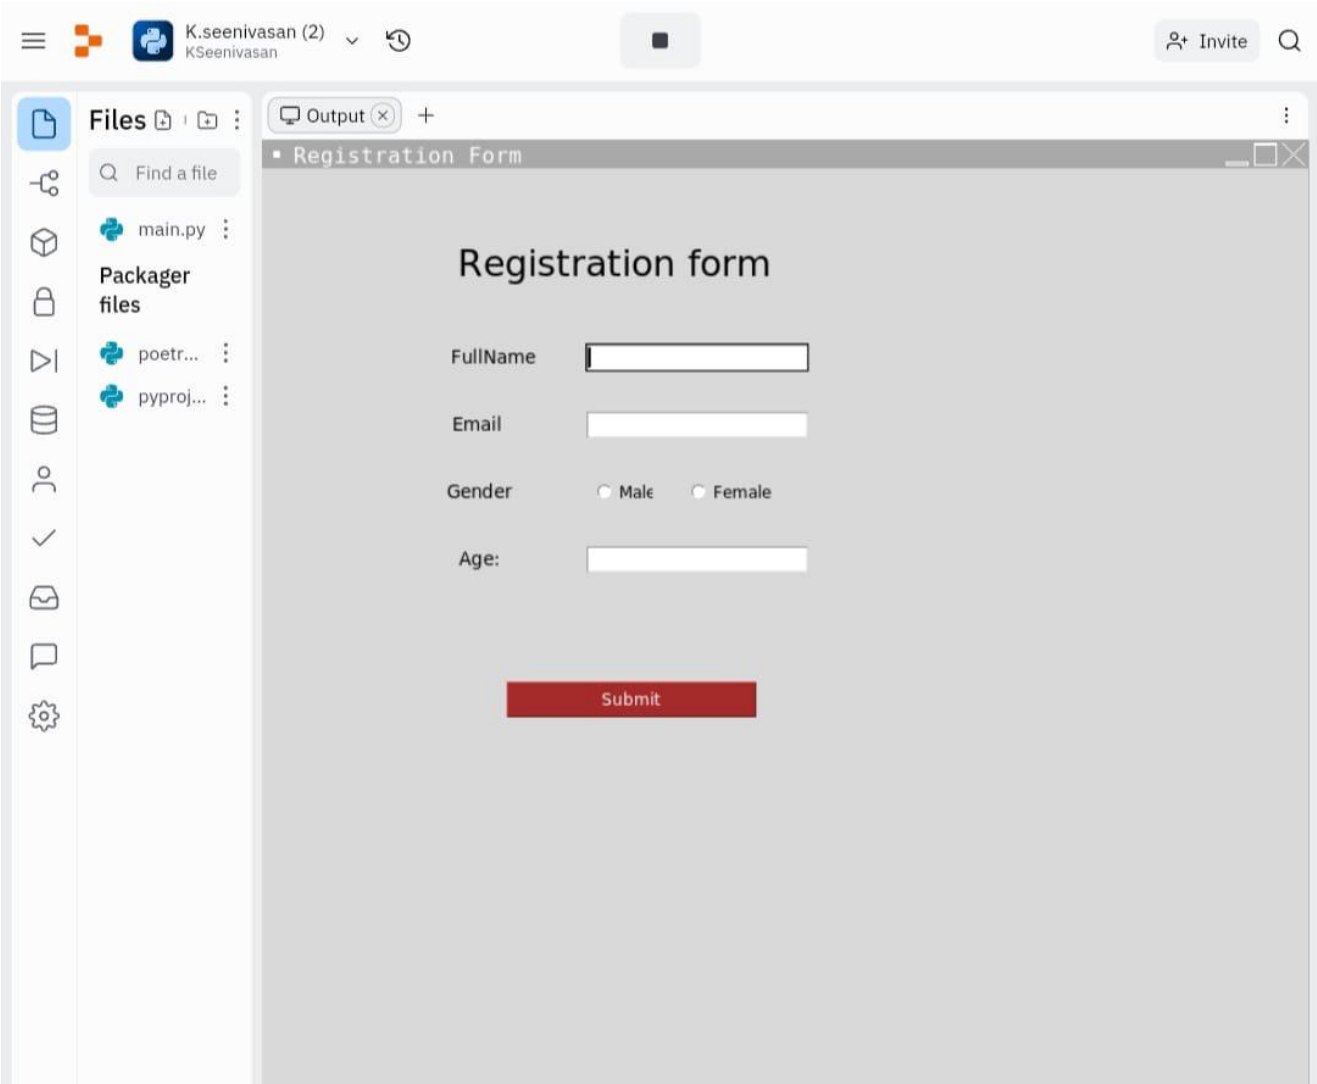 K.seenivasan (2)
KSeenivasan
Invite
Files
Output
Registration Form
Find a file
main.py
Packager
files
poetr...
pyproj...
Registration form
FullName
Email
Gender
Male
Female
Age:
Submit